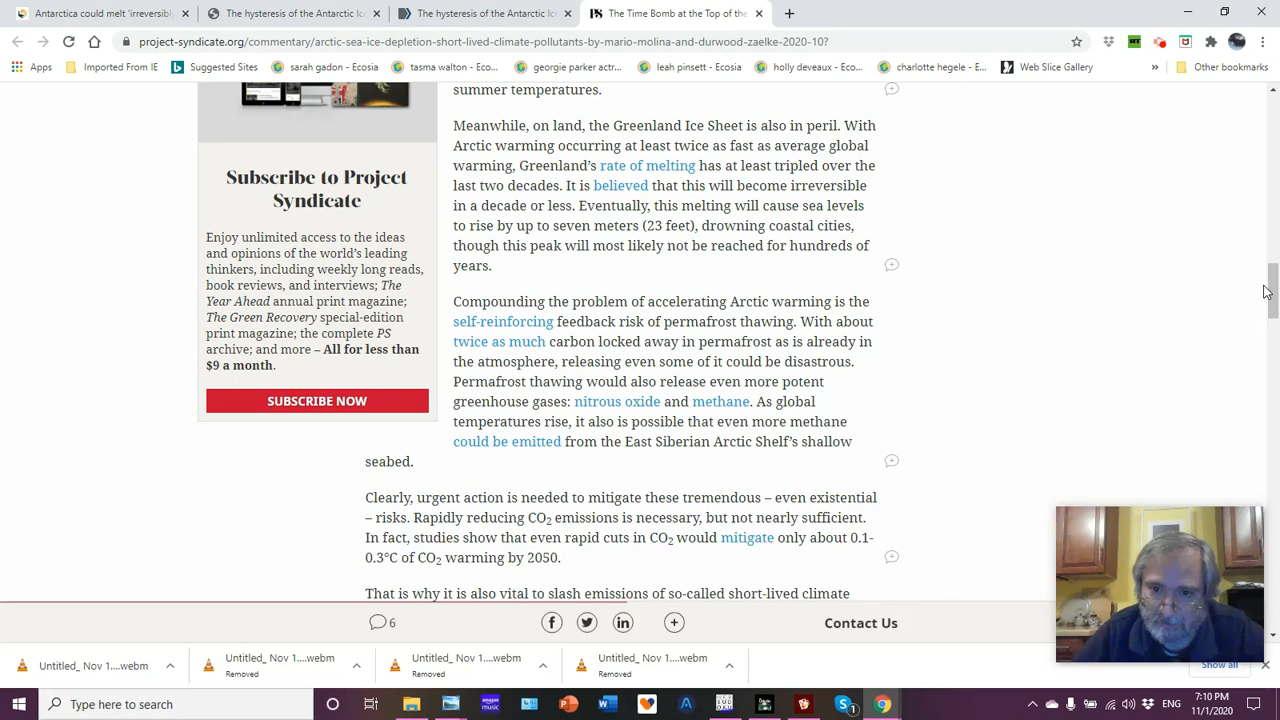 Antarctica could melt 'irreversibly
The hysteresis of the Antarctic Ice
The hysteresis of the Antarctic Ice
The Time Bomb at the Top of the
project-syndicate.org/commentary/arctic-sea-ice-depletion-short-lived-climate-pollutants-by-mario-molina-and-durwood-zaelke-2020-10?
Apps
Imported From IE
Suggested Sites
sarah gadon - Ecosia
tasma walton - Eco...
georgie parker actr...
leah pinsett - Ecosia
holly deveaux - Eco...
charlotte hegele - E...
Web Slice Gallery
»
Other bookmarks
summer temperatures.
Meanwhile, on land, the Greenland Ice Sheet is also in peril. With
Arctic warming occurring at least twice as fast as average global
warming, Greenland's rate of melting has at least tripled over the
last two decades. It is believed that this will become irreversible
in a decade or less. Eventually, this melting will cause sea levels
to rise by up to seven meters (23 feet), drowning coastal cities,
though this peak will most likely not be reached for hundreds of
years.
Subscribe to Project
Syndicate
Enjoy unlimited access to the ideas
and opinions of the world's leading
thinkers, including weekly long reads,
book reviews, and interviews; The
Year Ahead annual print magazine;
The Green Recovery special-edition
print magazine; the complete PS
archive; and more – All for less than
$9 a month.
SUBSCRIBE NOW
Compounding the problem of accelerating Arctic warming is the
self-reinforcing feedback risk of permafrost thawing. With about
twice as much carbon locked away in permafrost as is already in
the atmosphere, releasing even some of it could be disastrous.
Permafrost thawing would also release even more potent
greenhouse gases: nitrous oxide and methane. As global
temperatures rise, it also is possible that even more methane
could be emitted from the East Siberian Arctic Shelf's shallow
seabed.
Clearly, urgent action is needed to mitigate these tremendous – even existential
– risks. Rapidly reducing CO2 emissions is necessary, but not nearly sufficient.
In fact, studies show that even rapid cuts in CO2 would mitigate only about 0.1-
0.3°C of CO2 warming by 2050.
That is why it is also vital to slash emissions of so-called short-lived climate
6
Contact Us
Untitled_ Nov 1....webm
Untitled_ Nov 1....webm
Removed
Untitled_ Nov 1....webm
Removed
Untitled_ Nov 1....webm
Removed
Show all
Type here to search
ENG
7:10 PM
11/1/2020